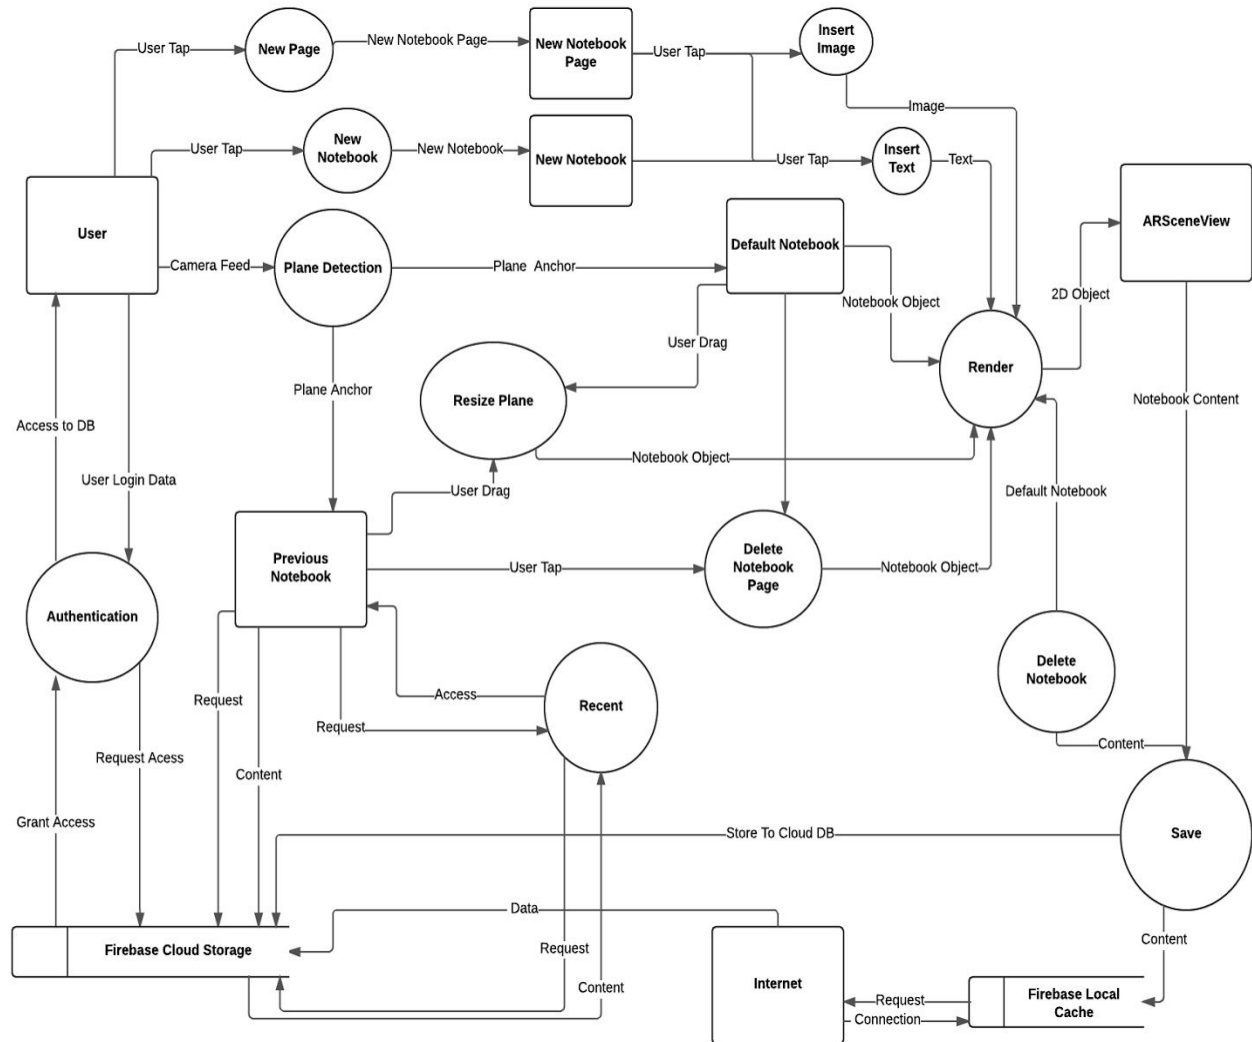 User Tap
New Page
New Notebook Page
New Notebook
Page
User Tap
Insert
Image
Image
User Tap
New
Notebook
New Notebook
New Notebook
User Tap
Insert
Text
Text
User
Camera Feed
Plane Detection
Plane  Anchor
Default Notebook
Notebook Object
ARSceneView
2D Object
User Drag
Render
Plane Anchor
Resize Plane
Notebook Content
Access to DB
User Login Data
Notebook Object
User Drag
Default Notebook
Previous
Notebook
User Tap
Delete
Notebook
Page
Notebook Object
Authentication
Delete
Notebook
Request
Access
Recent
Request
Request Acess
Content
Content
Grant Access
Store To Cloud DB
Save
Data
Firebase Cloud Storage
Request
Content
Content
Internet
Request
Connection
Firebase Local
Cache